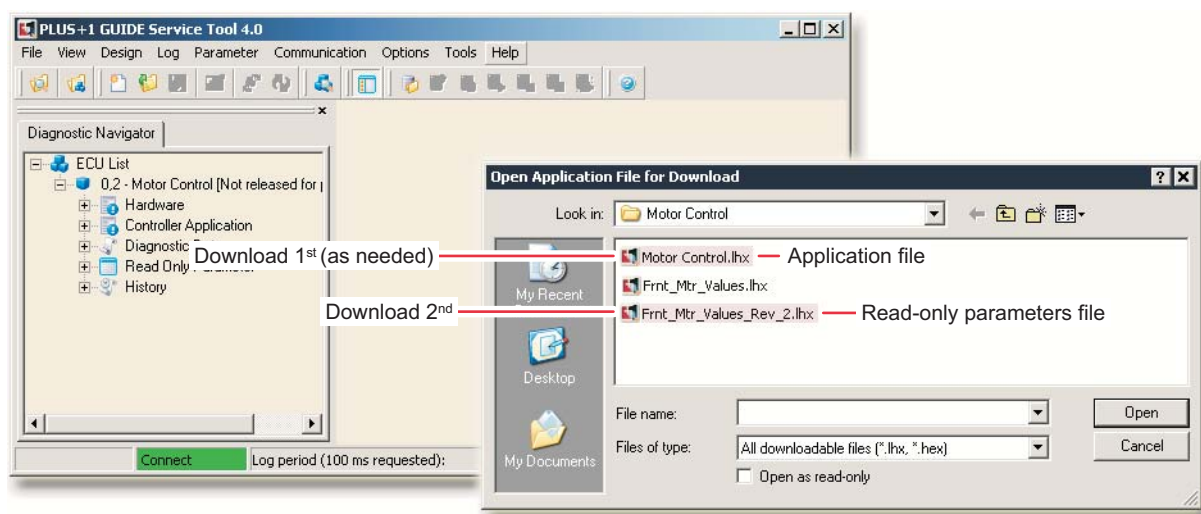 PLUS+1 GUIDE Service Tool 4.0
File View Design Log Parameter Communication Options Tools Help
Diagnostic Navigator
ECU List
0,2 - Motor Control [Not released for
Hardware
Controller Application
Diagnostic
Read Only
History
Connect
Log period (100 ms requested):
Download 1st (as needed)
Download 2nd
Open Application File for Download
Look in:
Motor Control
My Recent
Desktop
My Documents
Motor Control.lhx
Application file
Frnt_Mtr_Values.lhx
Frnt_Mtr_Values_Rev_2.lhx
Read-only parameters file
File name:
Open
Files of type:
All downloadable files (*.lhx, *.hex)
Cancel
Open as read-only